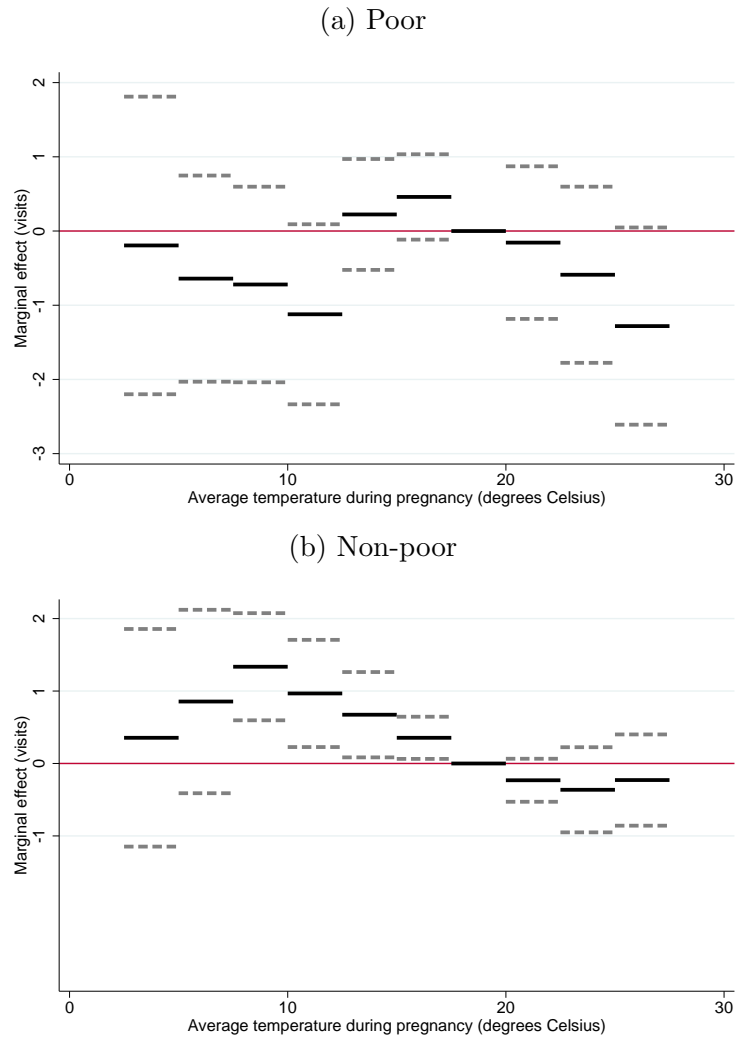 (a) Poor
2
1
0
-1
-2
-3
Marginal effect (visits)
0 10 20 30
Average temperature during pregnancy (degrees Celsius)
(b) Non-poor
2
1
0
-1
Marginal effect (visits)
0 10 20 30
Average temperature during pregnancy (degrees Celsius)